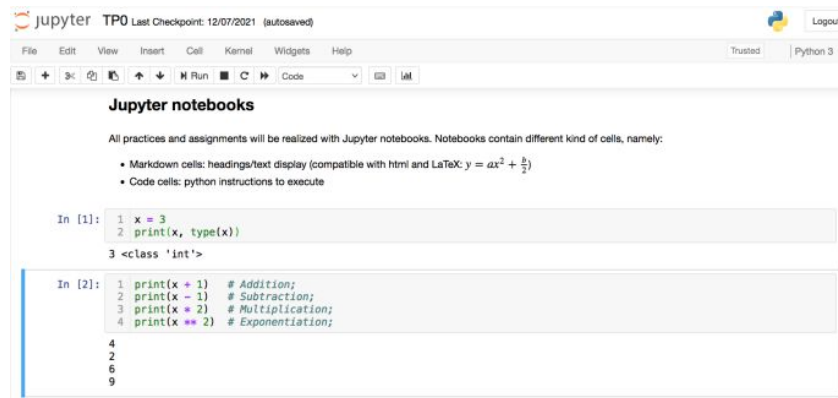 jupyter TP0 Last Checkpoint: 12/07/2021 (autosaved)
Logou
File Edit View Insert Cell Kernel Widgets Help Trusted Python 3
Run Code
Jupyter notebooks
All practices and assignments will be realized with Jupyter notebooks. Notebooks contain different kind of cells, namely:
• Markdown cells: headings/text display (compatible with html and LaTeX: y = ax² + b/2)
• Code cells: python instructions to execute
In [1]: 1 x = 3
2 print(x, type(x))
3 <class 'int'>
In [2]: 1 print(x + 1) # Addition;
2 print(x - 1) # Subtraction;
3 print(x * 2) # Multiplication;
4 print(x ** 2) # Exponentiation;
4
2
6
9